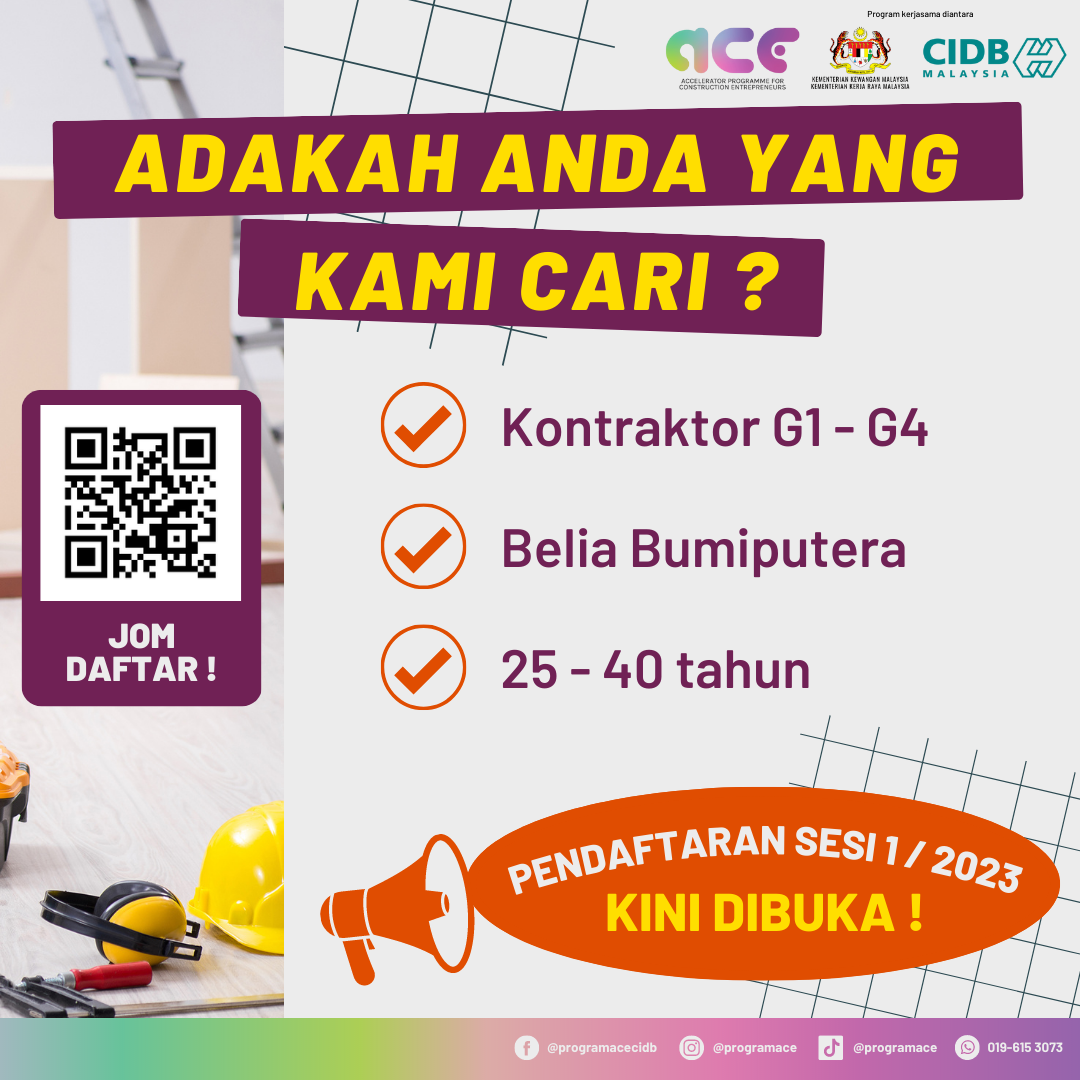 Program kerjasama diantara
ace
ACCELERATOR PROGRAMME FOR
CONSTRUCTION ENTREPRENEURS
KEMENTERIAN KEWANGAN MALAYSIA
KEMENTERIAN KERJA RAYA MALAYSIA
CIDB
MALAYSIA
ADAKAH ANDA YANG
KAMI CARI ?
Kontraktor G1 - G4
Belia Bumiputera
25 - 40 tahun
JOM
DAFTAR !
PENDAFTARAN SESI 1 / 2023
KINI DIBUKA !
@programacecidb
@programace
@programace
019-615 3073